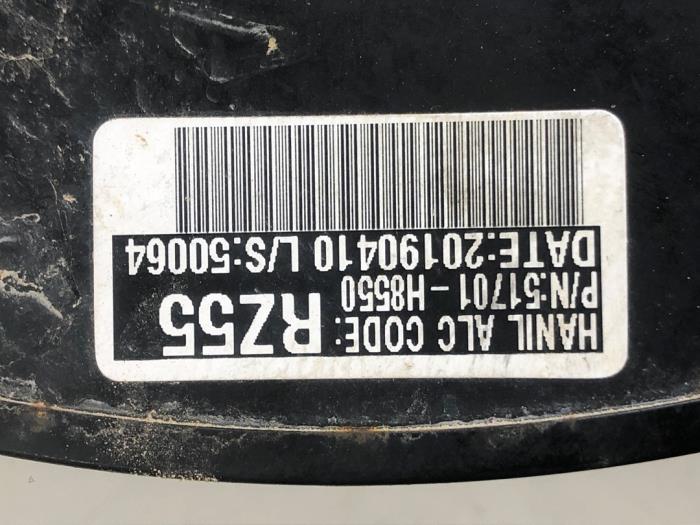 HANIL ALC CODE: RZ55
P/N:51701-H8550
DATE:20190410 L/S:50064